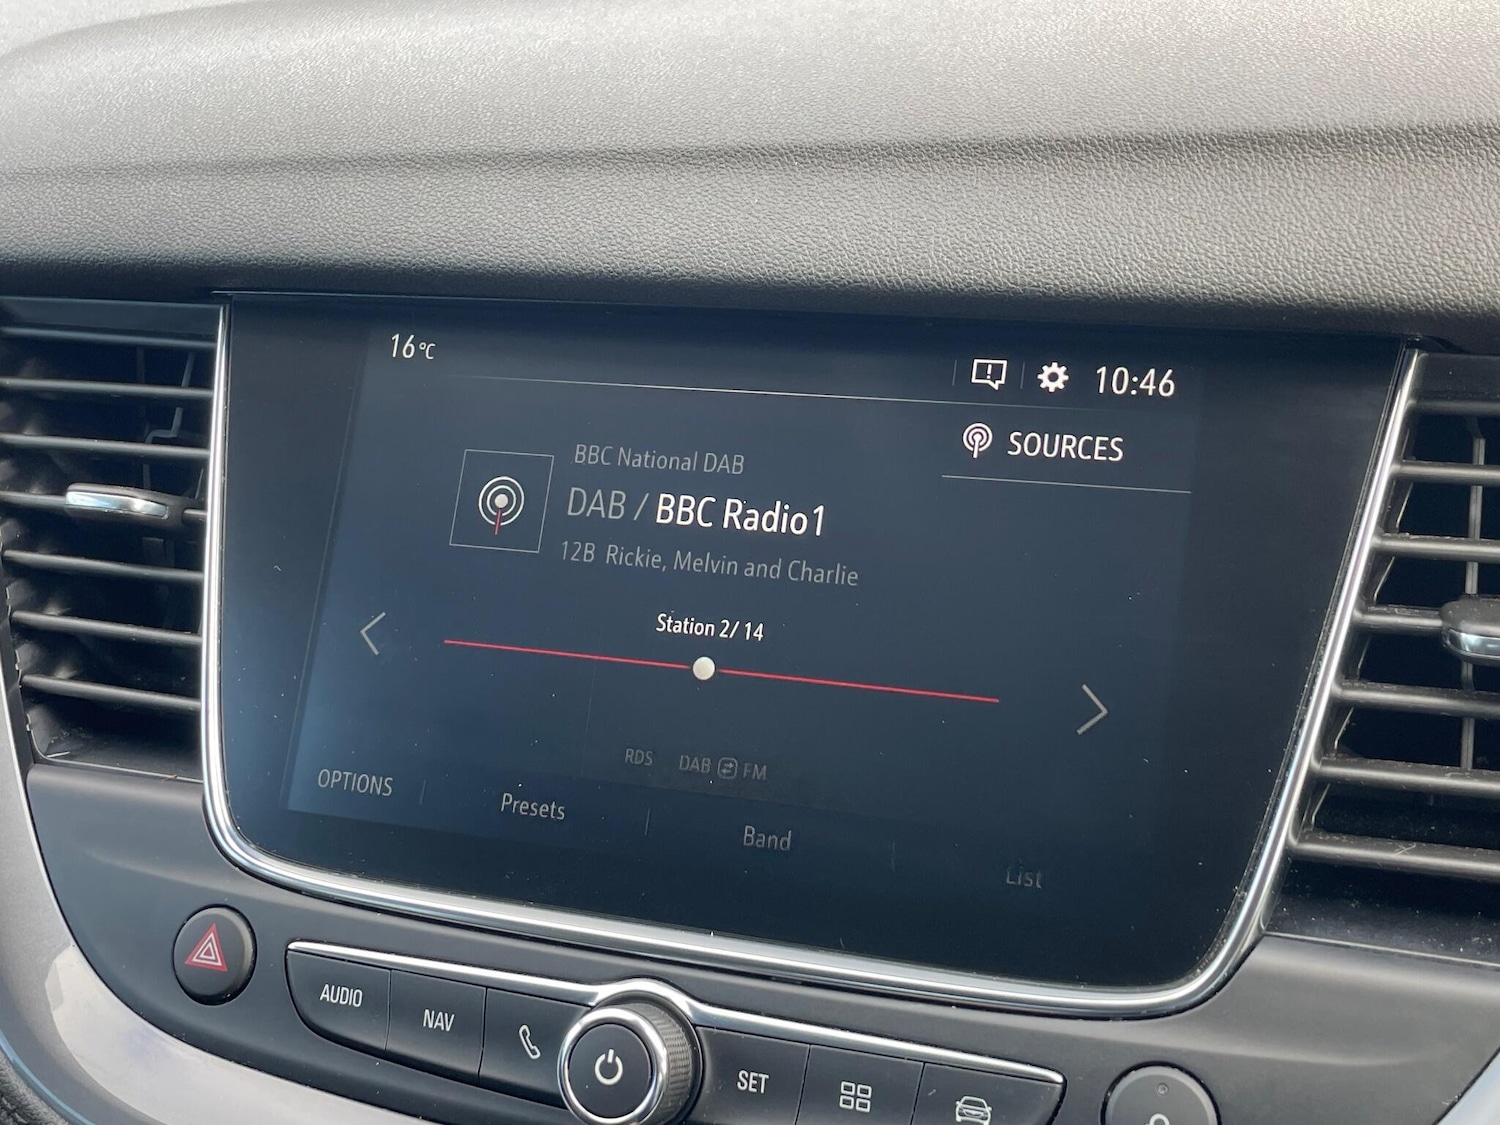 16°C
10:46
SOURCES
BBC National DAB
DAB / BBC Radio1
12B Rickie, Melvin and Charlie
Station 2/14
RDS DAB FM
OPTIONS Presets Band List
AUDIO NAV SET